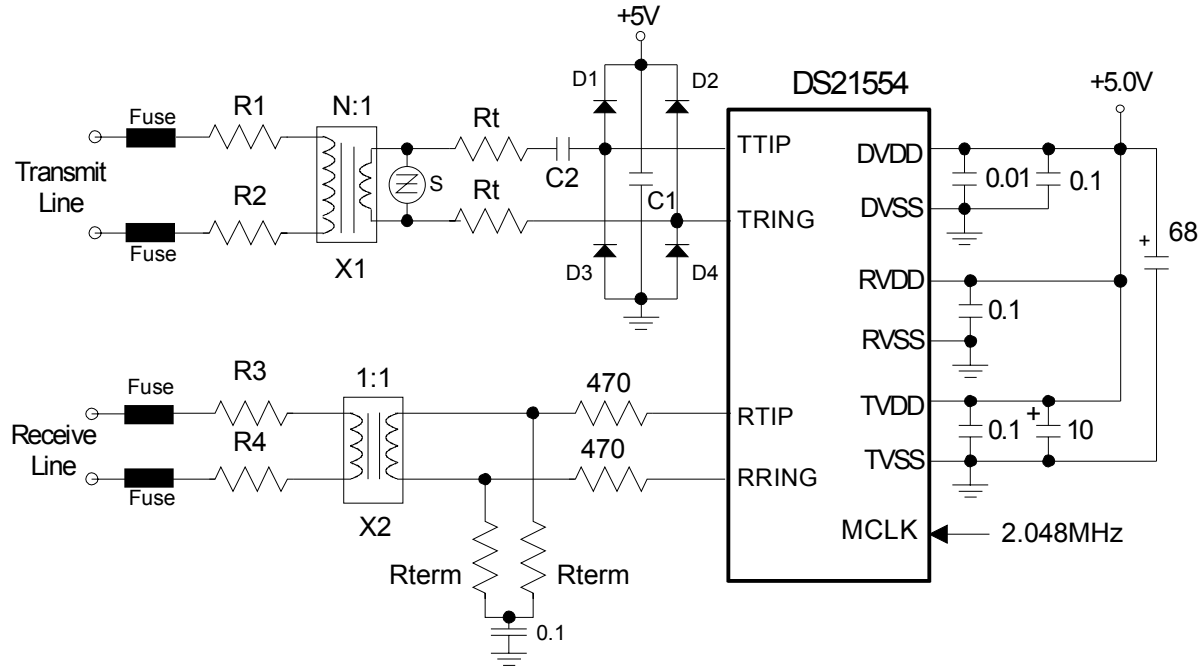 +5V
D1
D2
DS21554
+5.0V
Fuse
R1
N:1
Rt
C2
TTIP
DVDD
0.01
0.1
Transmit
Line
S
C1
DVSS
R2
Rt
TRING
68
+
Fuse
X1
D3
D4
RVDD
0.1
RVSS
Fuse
R3
1:1
470
RTIP
TVDD
Receive
Line
R4
470
0.1
+
10
RRING
TVSS
Fuse
X2
MCLK
2.048MHz
Rterm
Rterm
0.1